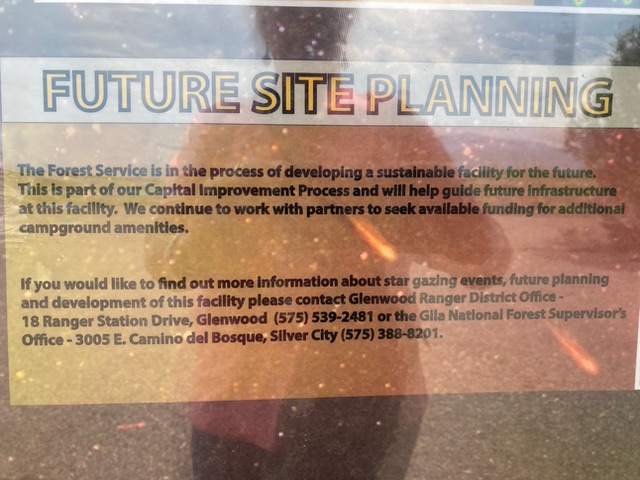 FUTURE SITE PLANNING
The Forest Service is in the process of developing a sustainable facility for the future.
This is part of our Capital Improvement Process and will help guide future infrastructure
at this facility. We continue to work with partners to seek available funding for additional
campground amenities.
If you would like to find out more information about star gazing events, future planning
and development of this facility please contact Glenwood Ranger District Office -
18 Ranger Station Drive, Glenwood (575) 539-2481 or the Gila National Forest Supervisor's
Office - 3005 E. Camino del Bosque, Silver City (575) 388-8201.